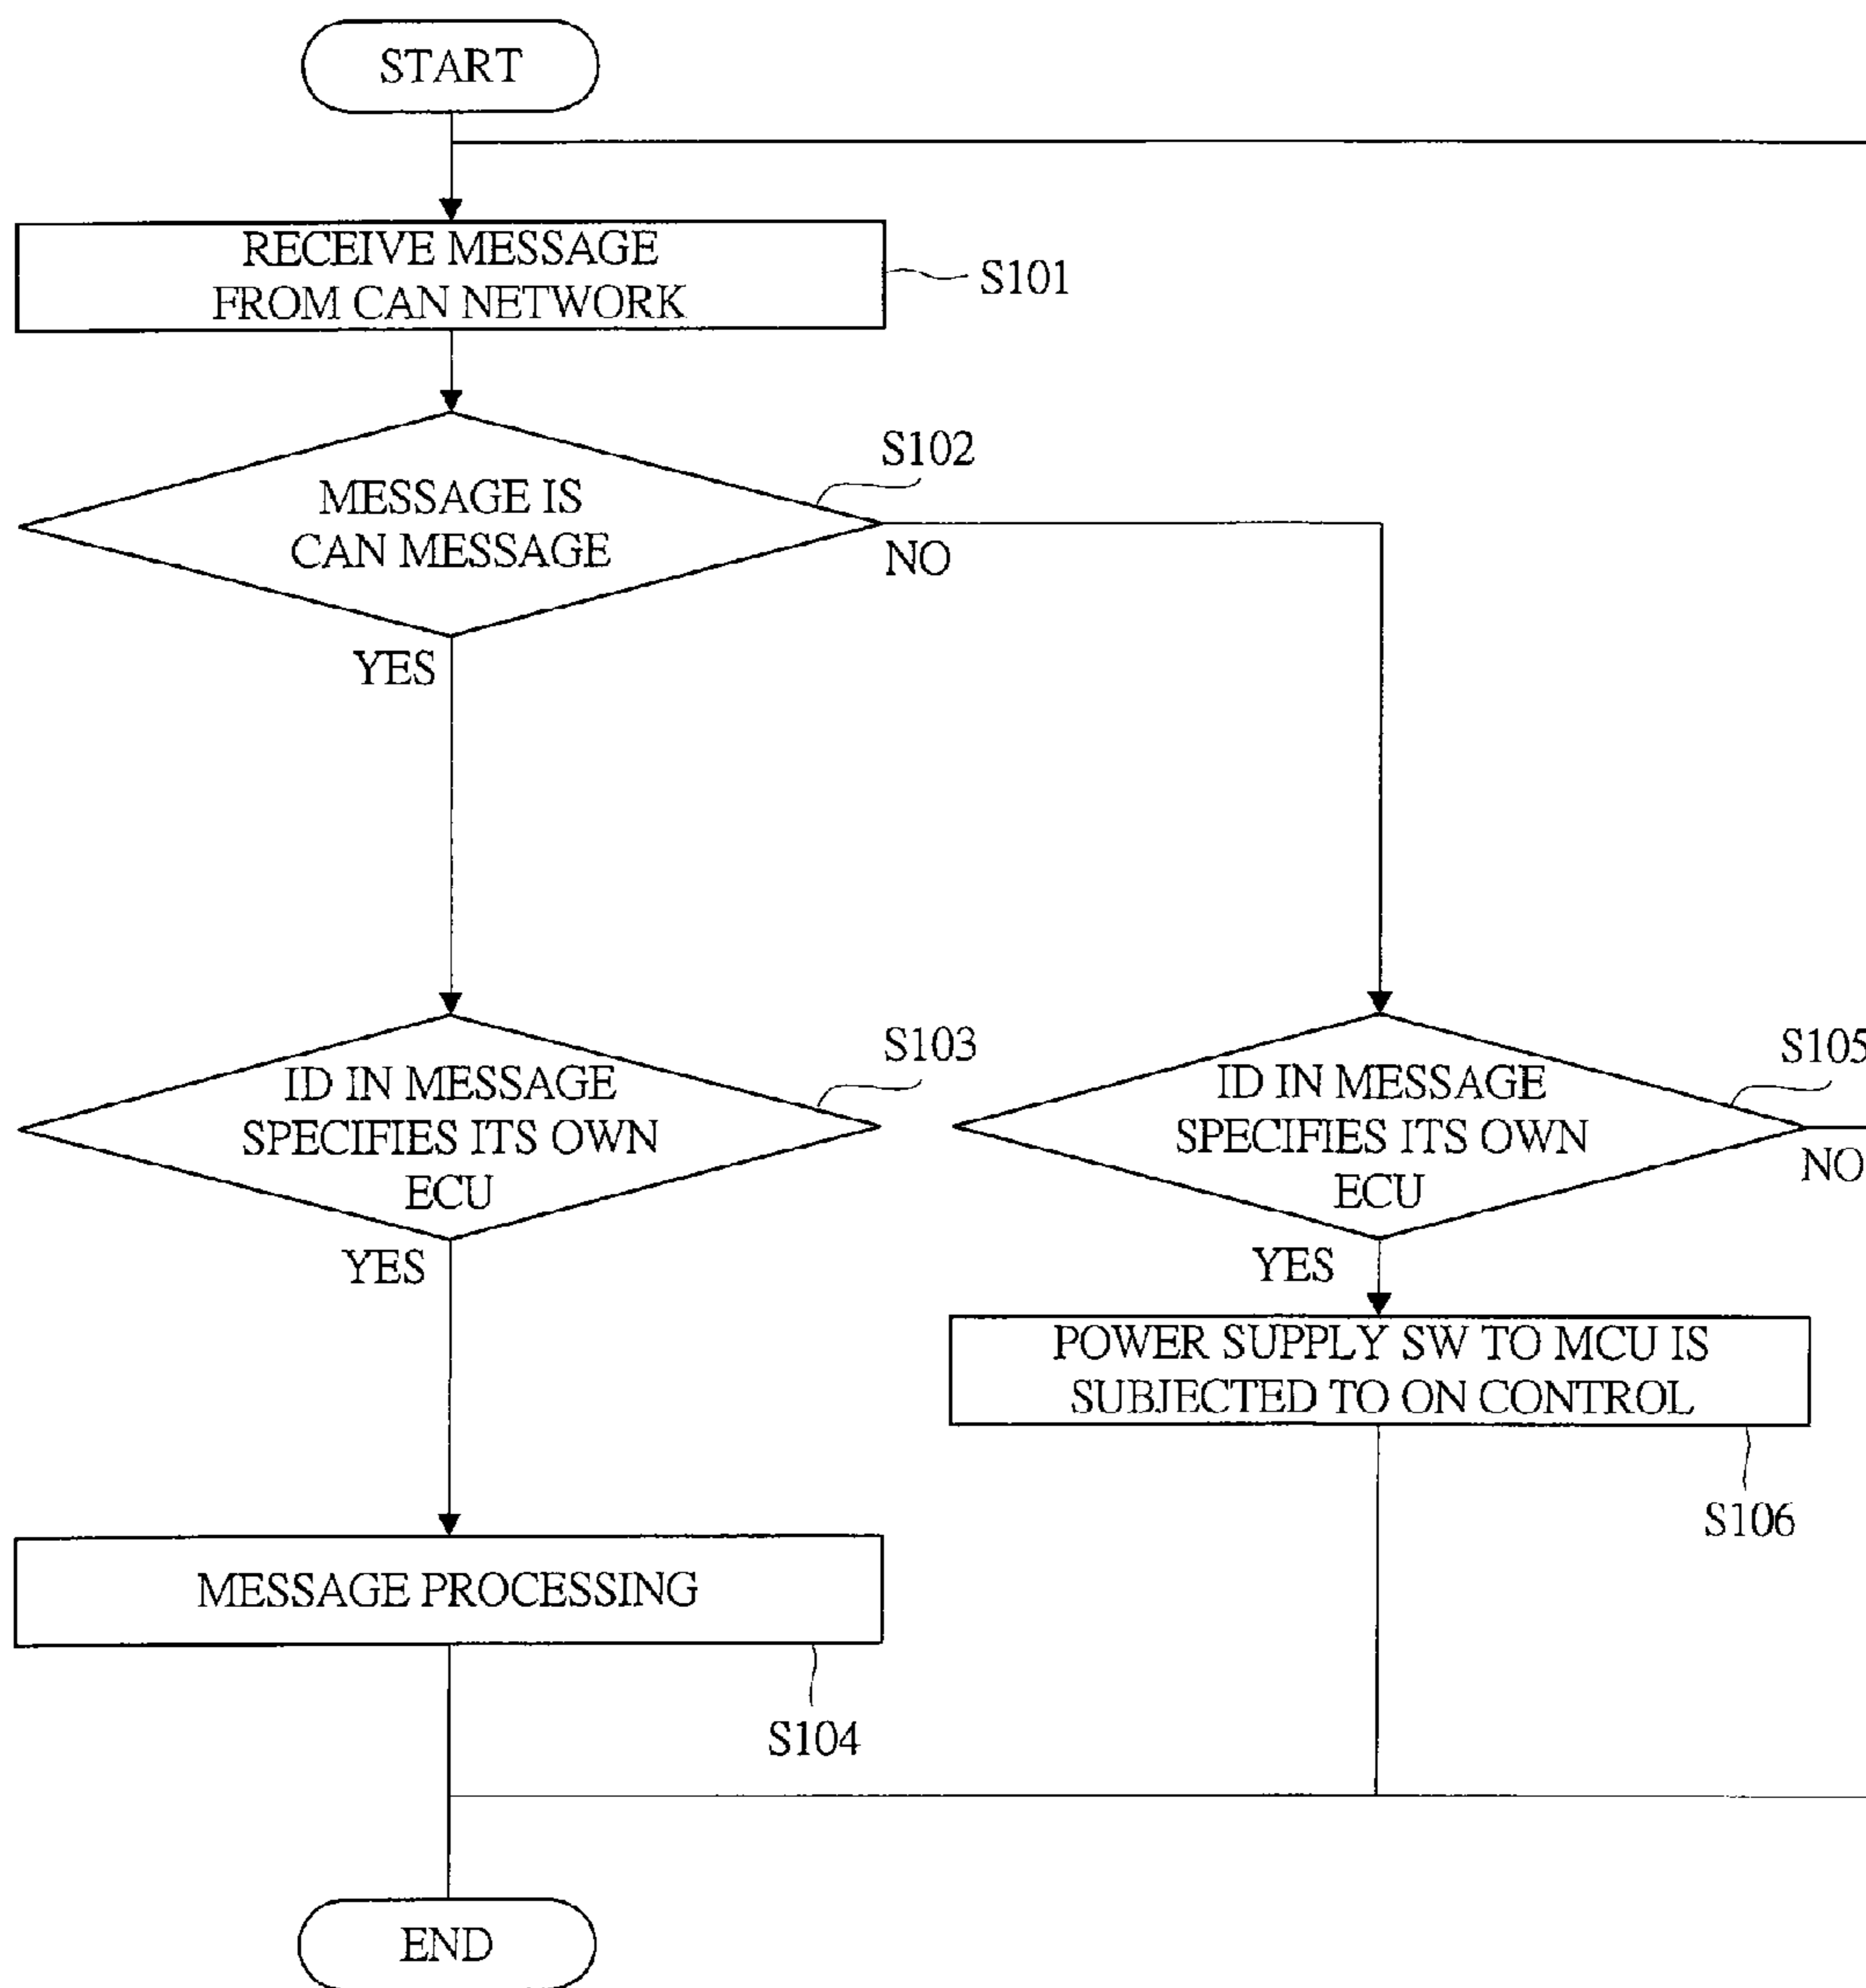 START
RECEIVE MESSAGE
FROM CAN NETWORK
S101
S102
MESSAGE IS
CAN MESSAGE
NO
YES
S103
ID IN MESSAGE
SPECIFIES ITS OWN
ECU
YES
S105
ID IN MESSAGE
SPECIFIES ITS OWN
ECU
NO
YES
POWER SUPPLY SW TO MCU IS
SUBJECTED TO ON CONTROL
S106
MESSAGE PROCESSING
S104
END